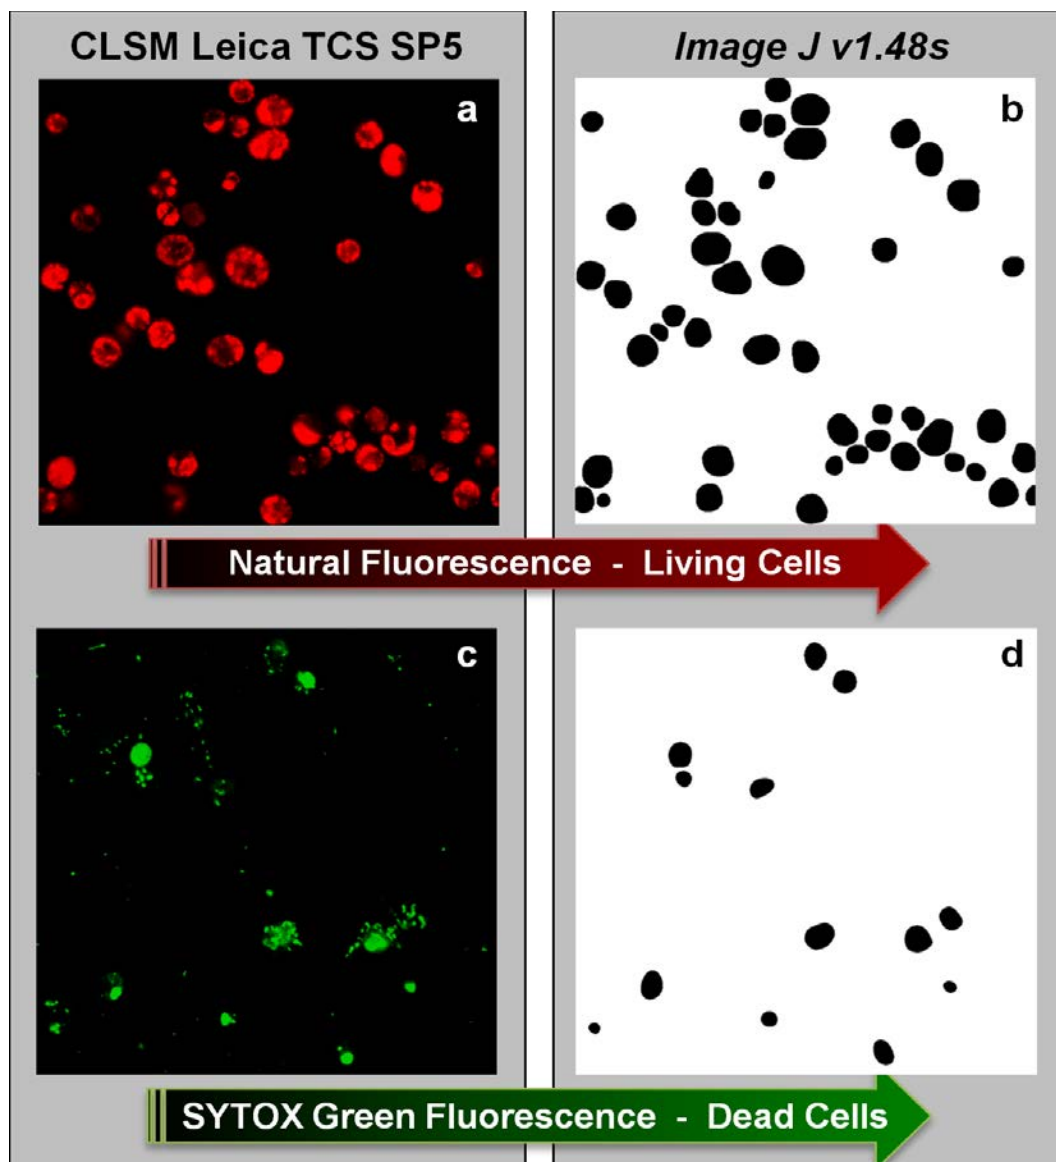 CLSM Leica TCS SP5
Image J v1.48s
a
b
Natural Fluorescence - Living Cells
c
d
SYTOX Green Fluorescence - Dead Cells